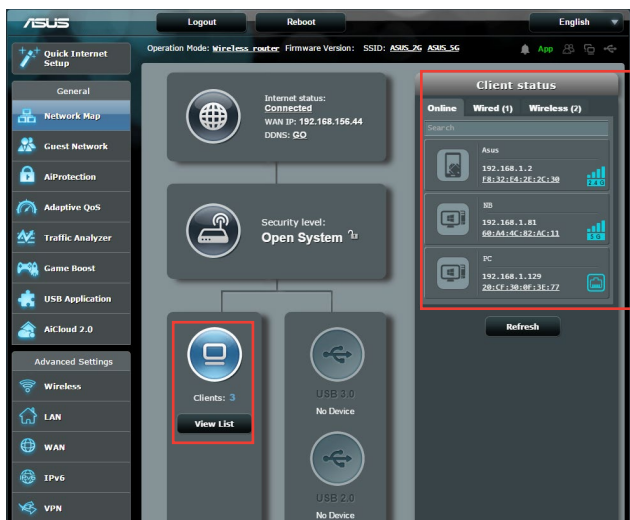 ASUS
Logout
Reboot
English
Quick Internet
Setup
Operation Mode: Wireless router Firmware Version: SSID: ASUS_2G ASUS_5G
App
General
Network Map
Guest Network
AiProtection
Adaptive QoS
Traffic Analyzer
Game Boost
USB Application
AiCloud 2.0
Advanced Settings
Wireless
LAN
WAN
IPv6
VPN
Internet status:
Connected
WAN IP: 192.168.156.44
DDNS: GO
Security level:
Open System
Clients: 3
View List
USB 3.0
No Device
USB 2.0
No Device
Client status
Online Wired (1) Wireless (2)
Search
Asus
192.168.1.2
F8:32:E4:2E:2C:30
2.4G
NB
192.168.1.81
60:A4:4C:82:AC:11
5G
PC
192.168.1.129
20:CF:30:0F:3E:77
Refresh